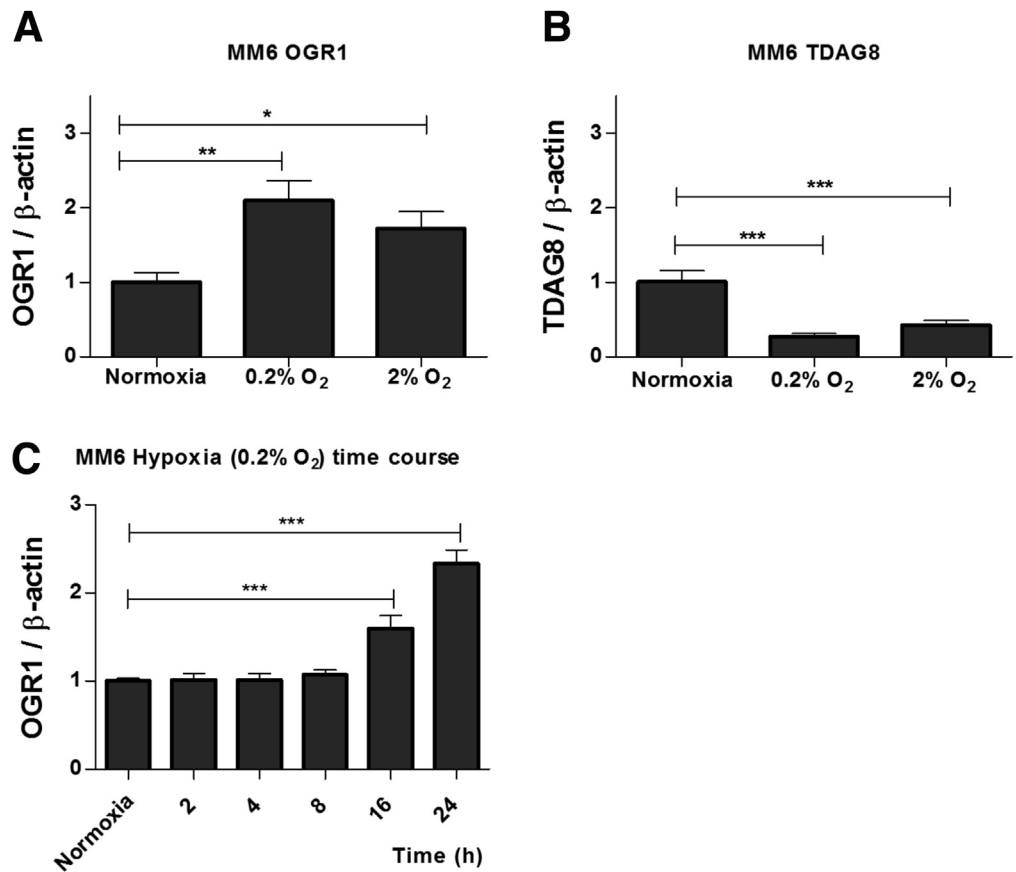 A
MM6 OGR1
OGR1 / β-actin
3
2
1
0
*
**
Normoxia 0.2% O₂ 2% O₂
B
MM6 TDAG8
TDAG8 / β-actin
3
2
1
0
***
***
Normoxia 0.2% O₂ 2% O₂
C
MM6 Hypoxia (0.2% O₂) time course
OGR1 / β-actin
3
2
1
0
***
***
Normoxia 2 4 8 16 24
Time (h)